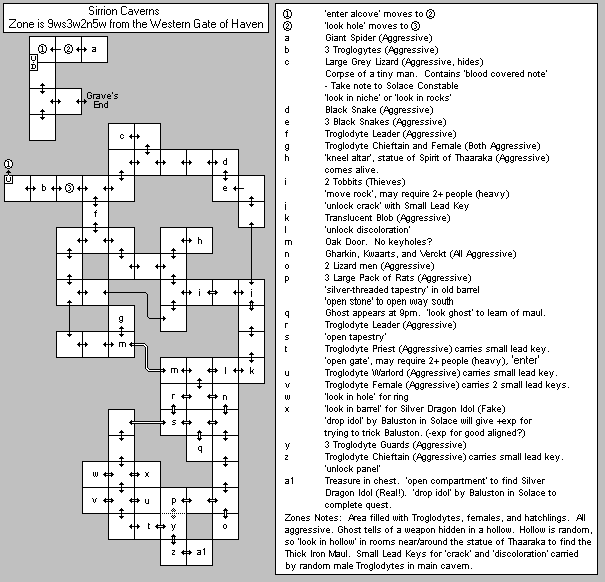 Sirrion Caverns
Zone is 9ws3w2n5w from the Western Gate of Haven
① ② a
U
D
Grave's
End
c
d
①
U
b ③
e
f
h
i j
g
m
m l k
r n
s
q
w x
v u p
t y o
z a1
① 'enter alcove' moves to ②
② 'look hole' moves to ③
a Giant Spider (Aggressive)
b 3 Troglogytes (Aggressive)
c Large Grey Lizard (Aggressive, hides)
Corpse of a tiny man. Contains 'blood covered note'
- Take note to Solace Constable
'look in niche' or 'look in rocks'
d Black Snake (Aggressive)
e 3 Black Snakes (Aggressive)
f Troglodyte Leader (Aggressive)
g Troglodyte Chieftain and Female (Both Aggressive)
h 'kneel altar', statue of Spirit of Thaaraka (Aggressive)
comes alive.
i 2 Tobbits (Thieves)
'move rock', may require 2+ people (heavy)
j 'unlock crack' with Small Lead Key
k Translucent Blob (Aggressive)
l 'unlock discoloration'
m Oak Door. No keyholes?
n Gharkin, Kwaarts, and Verckt (All Aggressive)
o 2 Lizard men (Aggressive)
p 3 Large Pack of Rats (Aggressive)
'silver-threaded tapestry' in old barrel
'open stone' to open way south
q Ghost appears at 9pm. 'look ghost' to learn of maul.
r Troglodyte Leader (Aggressive)
s 'open tapestry'
t Troglodyte Priest (Aggressive) carries small lead key.
'open gate', may require 2+ people (heavy), 'enter'
u Troglodyte Warlord (Aggressive) carries small lead key.
v Troglodyte Female (Aggressive) carries 2 small lead keys.
w 'look in hole' for ring
x 'look in barrel' for Silver Dragon Idol (Fake)
'drop idol' by Baluston in Solace will give +exp for
trying to trick Baluston. (-exp for good aligned?)
y 3 Troglodyte Guards (Aggressive)
z Troglodyte Chieftain (Aggressive) carries small lead key.
'unlock panel'
a1 Treasure in chest. 'open compartment' to find Silver
Dragon Idol (Real!). 'drop idol' by Baluston in Solace to
complete quest.
Zones Notes: Area filled with Troglodytes, females, and hatchlings. All
aggressive. Ghost tells of a weapon hidden in a hollow. Hollow is random,
so 'look in hollow' in rooms near/around the statue of Thaaraka to find the
Thick Iron Maul. Small Lead Keys for 'crack' and 'discoloration' carried
by random male Troglodytes in main cavern.